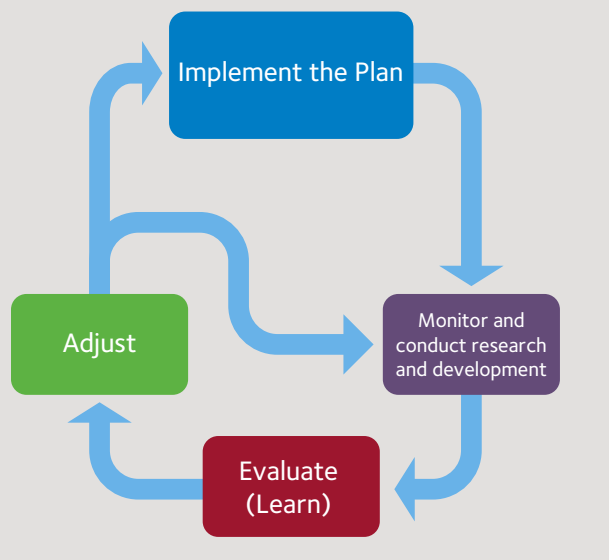 Implement the Plan
Monitor and
conduct research
and development
Adjust
Evaluate
(Learn)